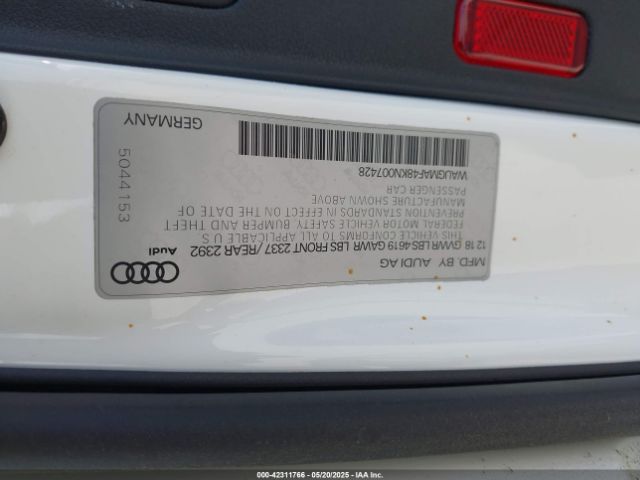 MFD. BY AUDI AG
12 18 GVWR LBS 4619 GAWR LBS FRONT 2337 / REAR 2392
THIS VEHICLE CONFORMS TO ALL APPLICABLE U S
FEDERAL MOTOR VEHICLE SAFETY BUMPER AND THEFT
PREVENTION STANDARDS IN EFFECT ON THE DATE OF
MANUFACTURE SHOWN ABOVE
PASSENGER CAR
WAUGMAF48KN007428
Audi
5044153
GERMANY
000-42311766 05/20/2025 IAAI.COM